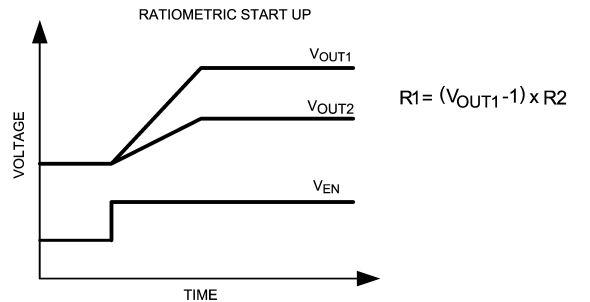 RATIOMETRIC START UP
VOUT1
R1 = (VOUT1 -1) x R2
VOUT2
VOLTAGE
VEN
TIME